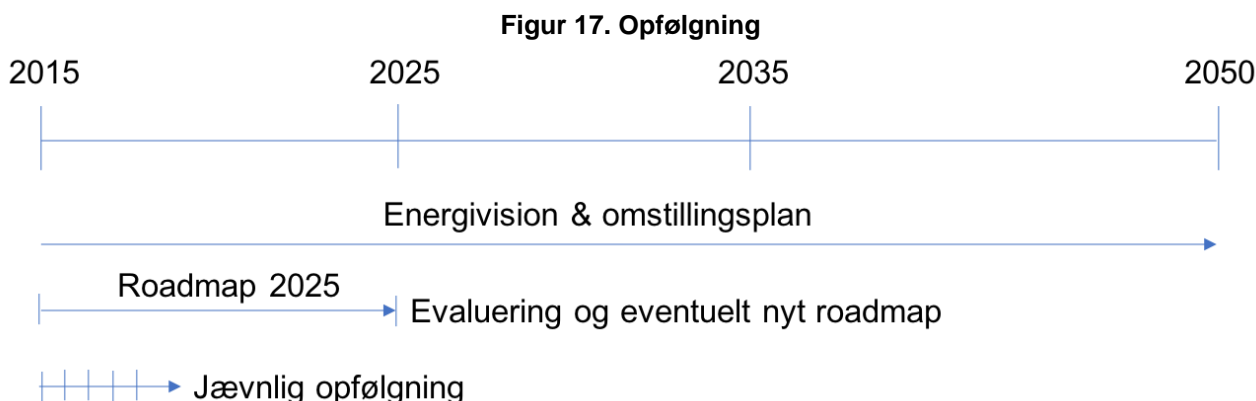 Figur 17. Opfølgning
2015 2025 2035 2050
Energivision & omstillingsplan
Roadmap 2025
Evaluering og eventuelt nyt roadmap
Jævnlig opfølgning